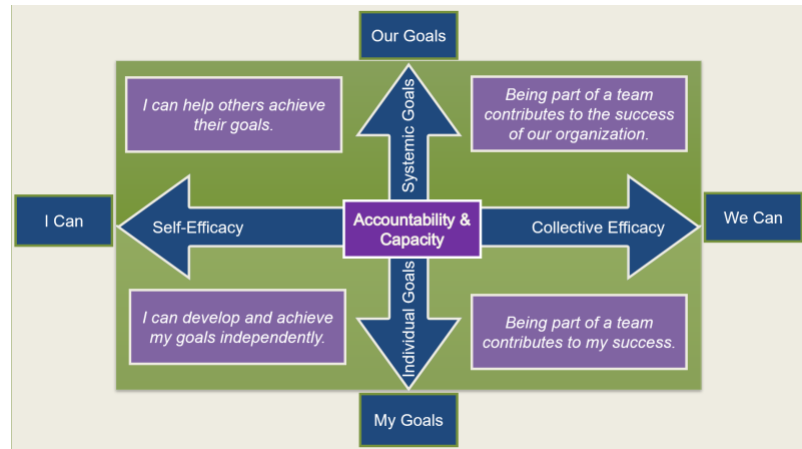 Our Goals
I can help others achieve
their goals.
Systemic Goals
Being part of a team
contributes to the success
of our organization.
I Can
Self-Efficacy
Accountability &
Capacity
Collective Efficacy
We Can
I can develop and achieve
my goals independently.
Individual Goals
Being part of a team
contributes to my success.
My Goals